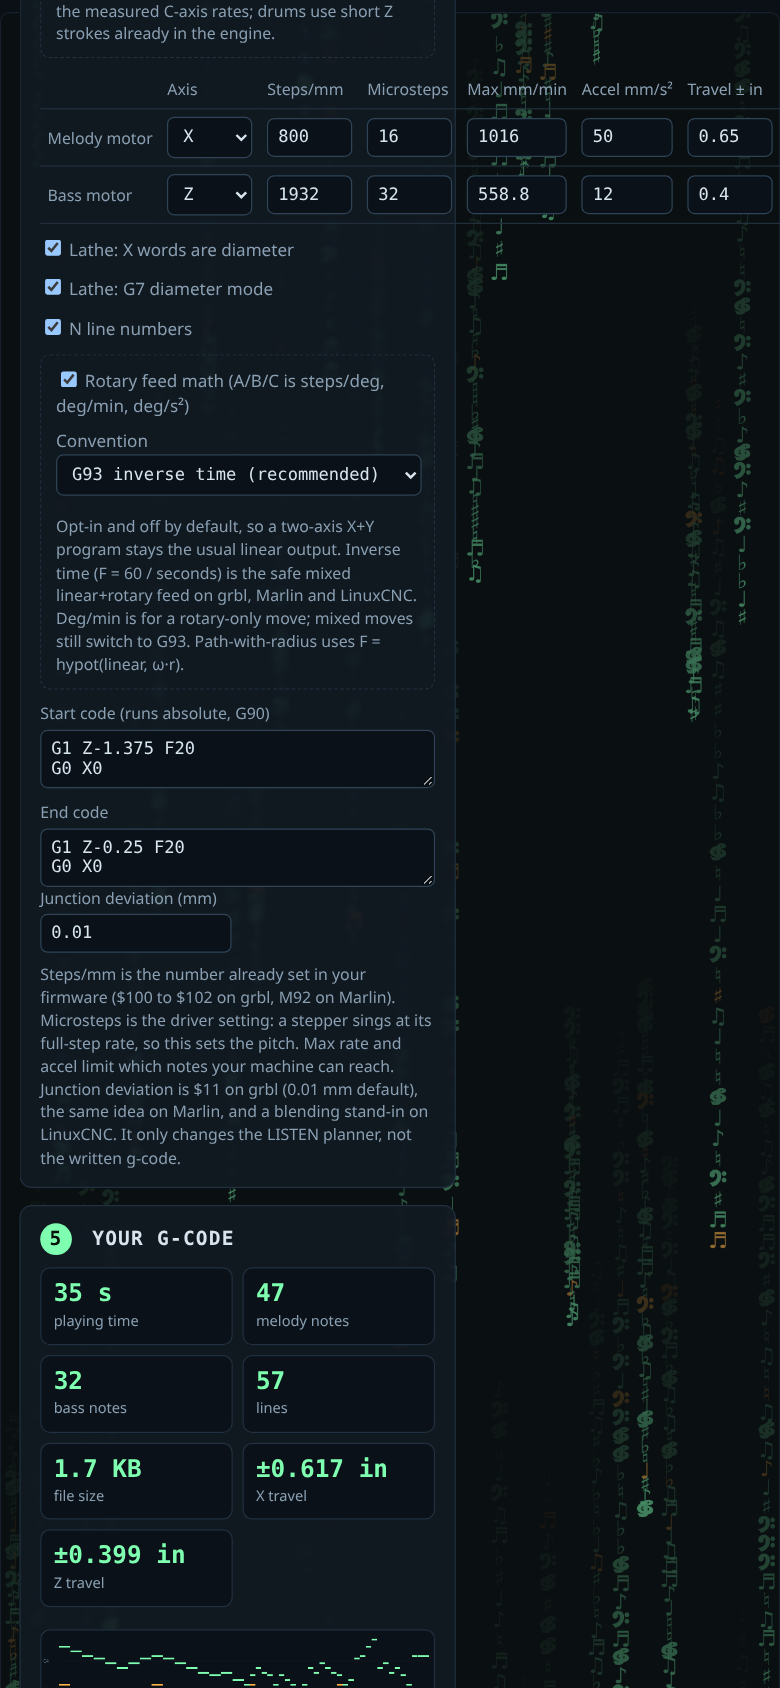 the measured C-axis rates; drums use short Z
strokes already in the engine.
Axis Steps/mm Microsteps Max mm/min Accel mm/s² Travel ± in
Melody motor X 800 16 1016 50 0.65
Bass motor Z 1932 32 558.8 12 0.4
Lathe: X words are diameter
Lathe: G7 diameter mode
N line numbers
Rotary feed math (A/B/C is steps/deg,
deg/min, deg/s²)
Convention
G93 inverse time (recommended)
Opt-in and off by default, so a two-axis X+Y
program stays the usual linear output. Inverse
time (F = 60 / seconds) is the safe mixed
linear+rotary feed on grbl, Marlin and LinuxCNC.
Deg/min is for a rotary-only move; mixed moves
still switch to G93. Path-with-radius uses F =
hypot(linear, ω·r).
Start code (runs absolute, G90)
G1 Z-1.375 F20
G0 X0
End code
G1 Z-0.25 F20
G0 X0
Junction deviation (mm)
0.01
Steps/mm is the number already set in your
firmware ($100 to $102 on grbl, M92 on Marlin).
Microsteps is the driver setting: a stepper sings at its
full-step rate, so this sets the pitch. Max rate and
accel limit which notes your machine can reach.
Junction deviation is $11 on grbl (0.01 mm default),
the same idea on Marlin, and a blending stand-in on
LinuxCNC. It only changes the LISTEN planner, not
the written g-code.
5 YOUR G-CODE
35 s
playing time
47
melody notes
32
bass notes
57
lines
1.7 KB
file size
±0.617 in
X travel
±0.399 in
Z travel